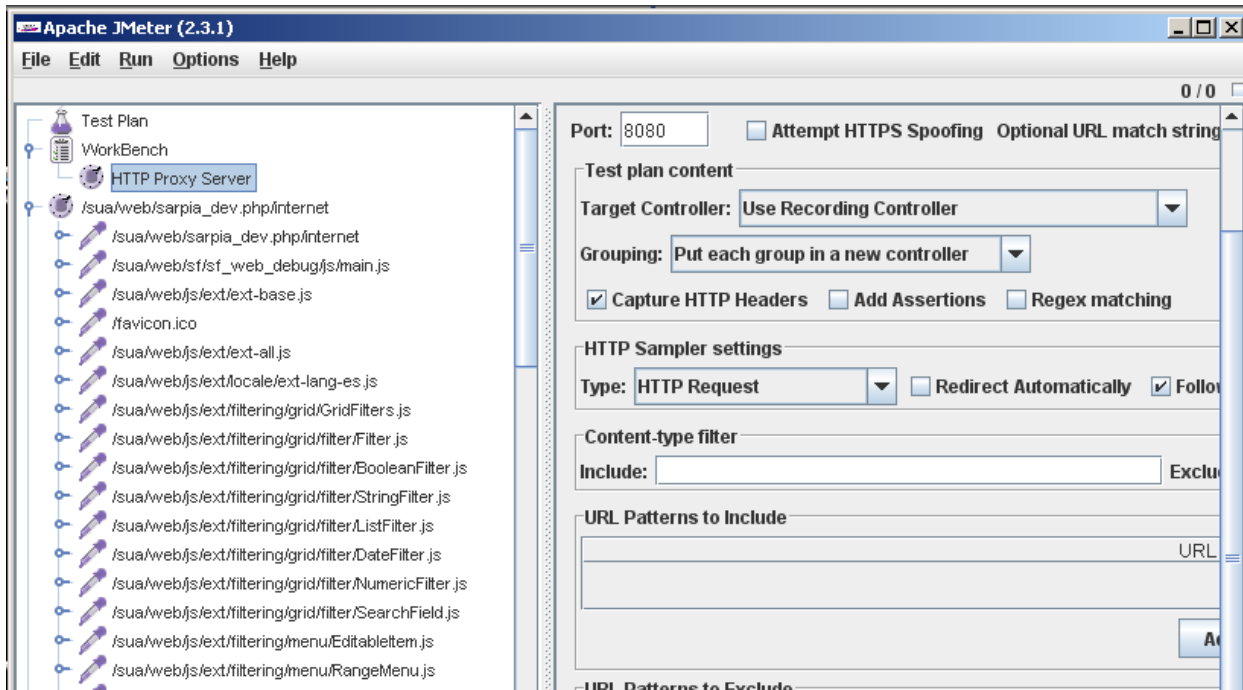 Apache JMeter (2.3.1)
File Edit Run Options Help
0 / 0
Test Plan
WorkBench
HTTP Proxy Server
/sua/web/sarpia_dev.php/internet
/sua/web/sarpia_dev.php/internet
/sua/web/sf/sf_web_debug/js/main.js
/sua/web/js/ext/ext-base.js
/favicon.ico
/sua/web/js/ext/ext-all.js
/sua/web/js/ext/locale/ext-lang-es.js
/sua/web/js/ext/filtering/grid/GridFilters.js
/sua/web/js/ext/filtering/grid/filter/Filter.js
/sua/web/js/ext/filtering/grid/filter/BooleanFilter.js
/sua/web/js/ext/filtering/grid/filter/StringFilter.js
/sua/web/js/ext/filtering/grid/filter/ListFilter.js
/sua/web/js/ext/filtering/grid/filter/DateFilter.js
/sua/web/js/ext/filtering/grid/filter/NumericFilter.js
/sua/web/js/ext/filtering/grid/filter/SearchField.js
/sua/web/js/ext/filtering/menu/EditableItem.js
/sua/web/js/ext/filtering/menu/RangeMenu.js
Port: 8080 Attempt HTTPS Spoofing Optional URL match string
Test plan content
Target Controller: Use Recording Controller
Grouping: Put each group in a new controller
Capture HTTP Headers Add Assertions Regex matching
HTTP Sampler settings
Type: HTTP Request Redirect Automatically Follo
Content-type filter
Include: Exclu
URL Patterns to Include
URL
A
URL Patterns to Exclude